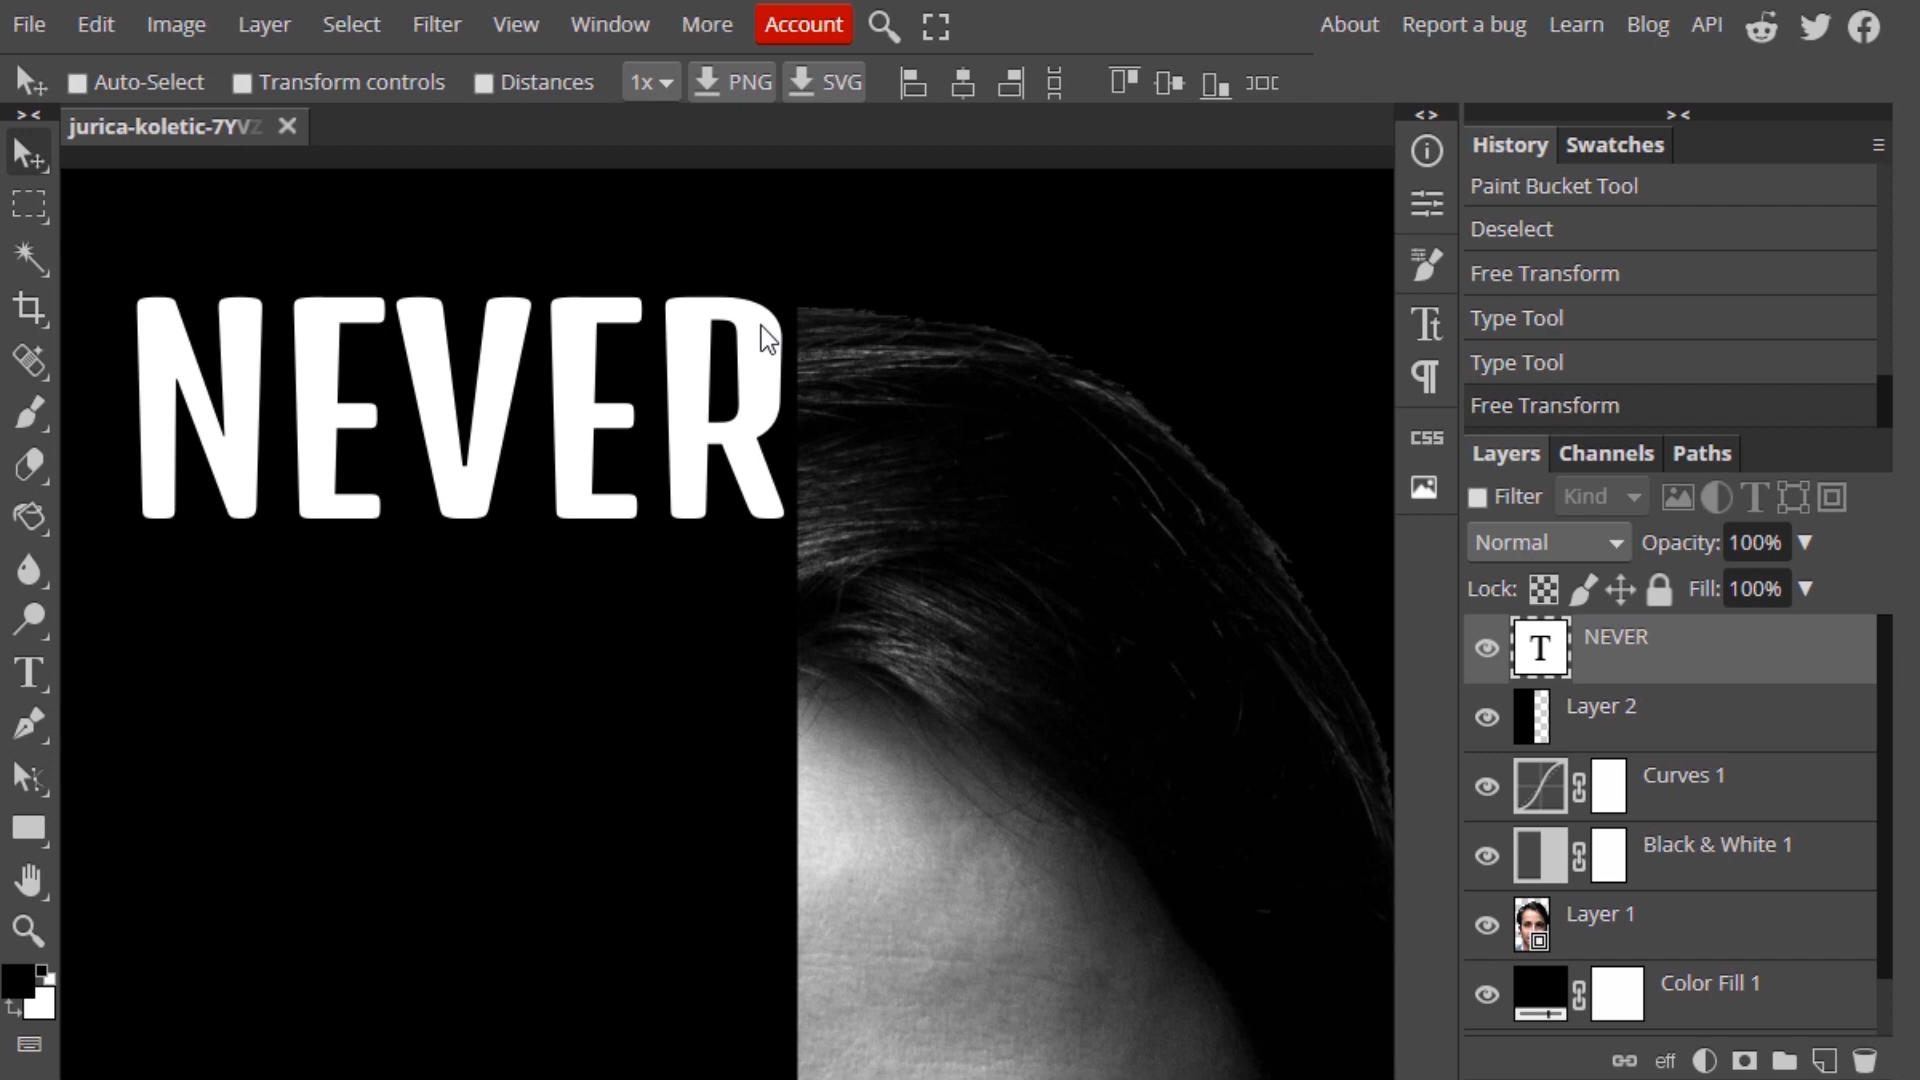 File Edit Image Layer Select Filter View Window More Account About Report a bug Learn Blog API
Auto-Select Transform controls Distances 1x PNG SVG
> < jurica-koletic-7YVZ < > > <
History Swatches
Paint Bucket Tool
Deselect
Free Transform
Type Tool
Type Tool
Free Transform
NEVER
CSS
Layers Channels Paths
Filter Kind
Normal Opacity: 100%
Lock: Fill: 100%
T NEVER
Layer 2
Curves 1
Black & White 1
Layer 1
Color Fill 1
eff